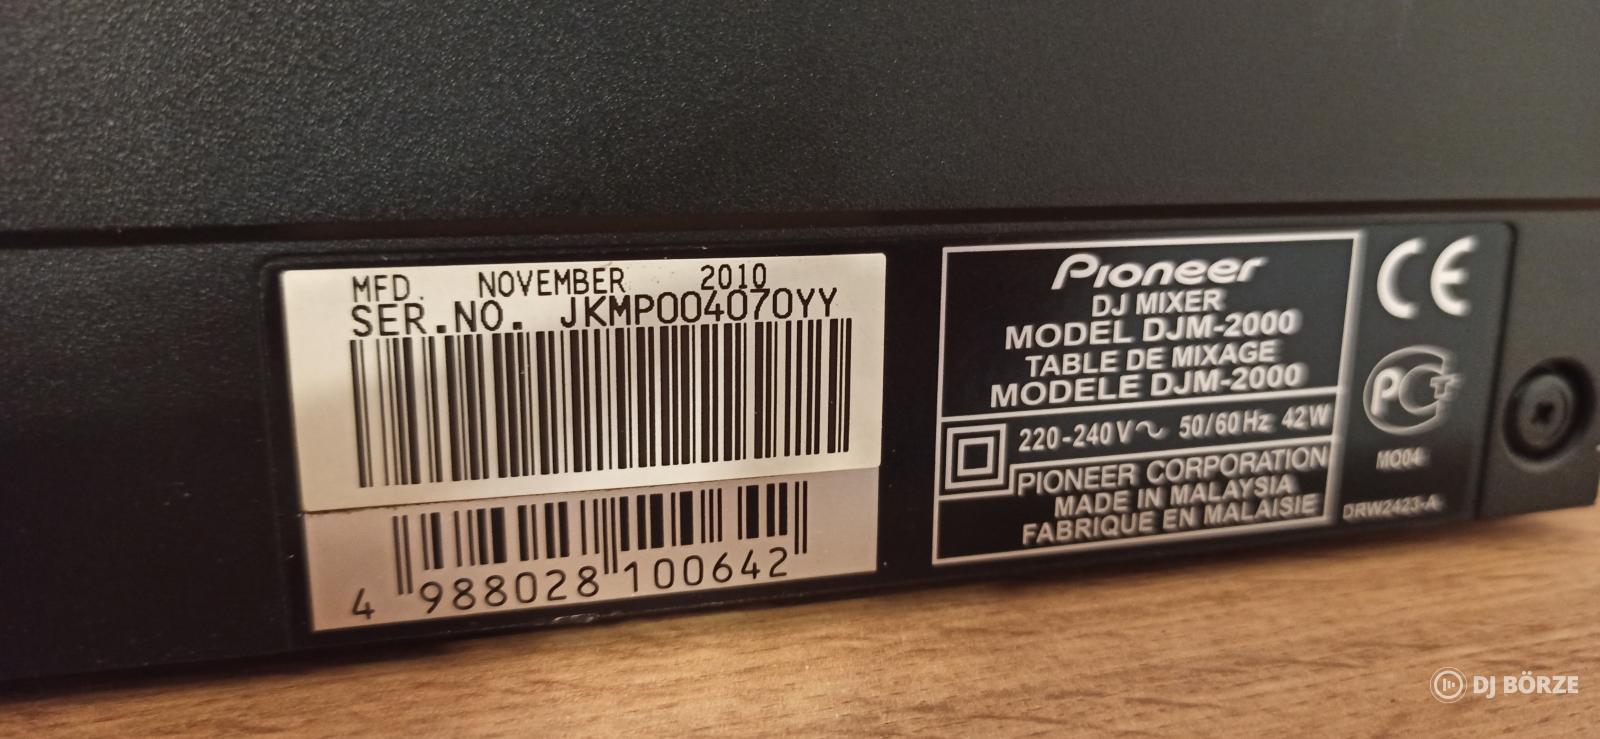 MFD. NOVEMBER 2010
SER.NO. JKMP004070YY
4 988028 100642
Pioneer
DJ MIXER
MODEL DJM-2000
TABLE DE MIXAGE
MODELE DJM-2000
220-240V~ 50/60Hz 42W
PIONEER CORPORATION
MADE IN MALAYSIA
FABRIQUE EN MALAISIE
CE
PCT
MO04
DRW2423-A
DJ BÖRZE